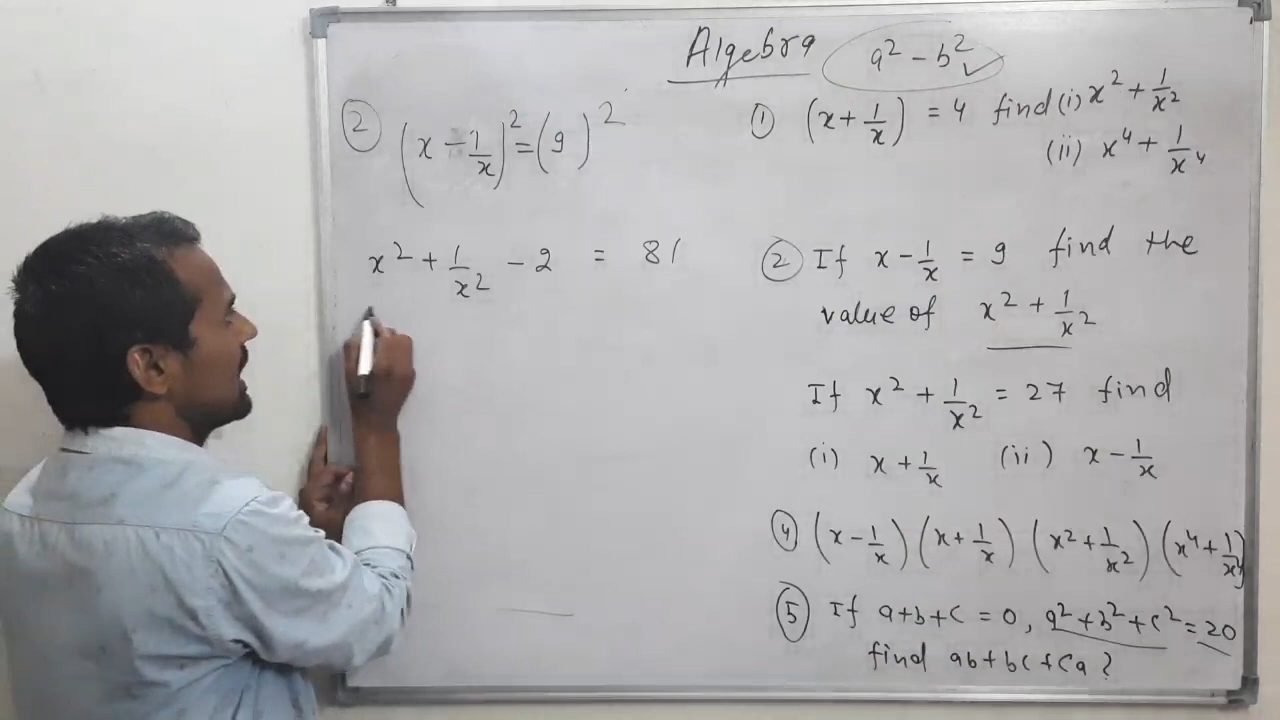 Algebra a² - b² ✓
② (x - 1/x)² = (9)²
x² + 1/x² - 2 = 81
① (x + 1/x) = 4 find (i) x² + 1/x²
(ii) x⁴ + 1/x⁴
② If x - 1/x = 9 find the
value of x² + 1/x²
If x² + 1/x² = 27 find
(i) x + 1/x (ii) x - 1/x
④ (x - 1/x) (x + 1/x) (x² + 1/x²) (x⁴ + 1/x⁴)
⑤ If a+b+c = 0, a² + b² + c² = 20
find ab+bc+ca ?